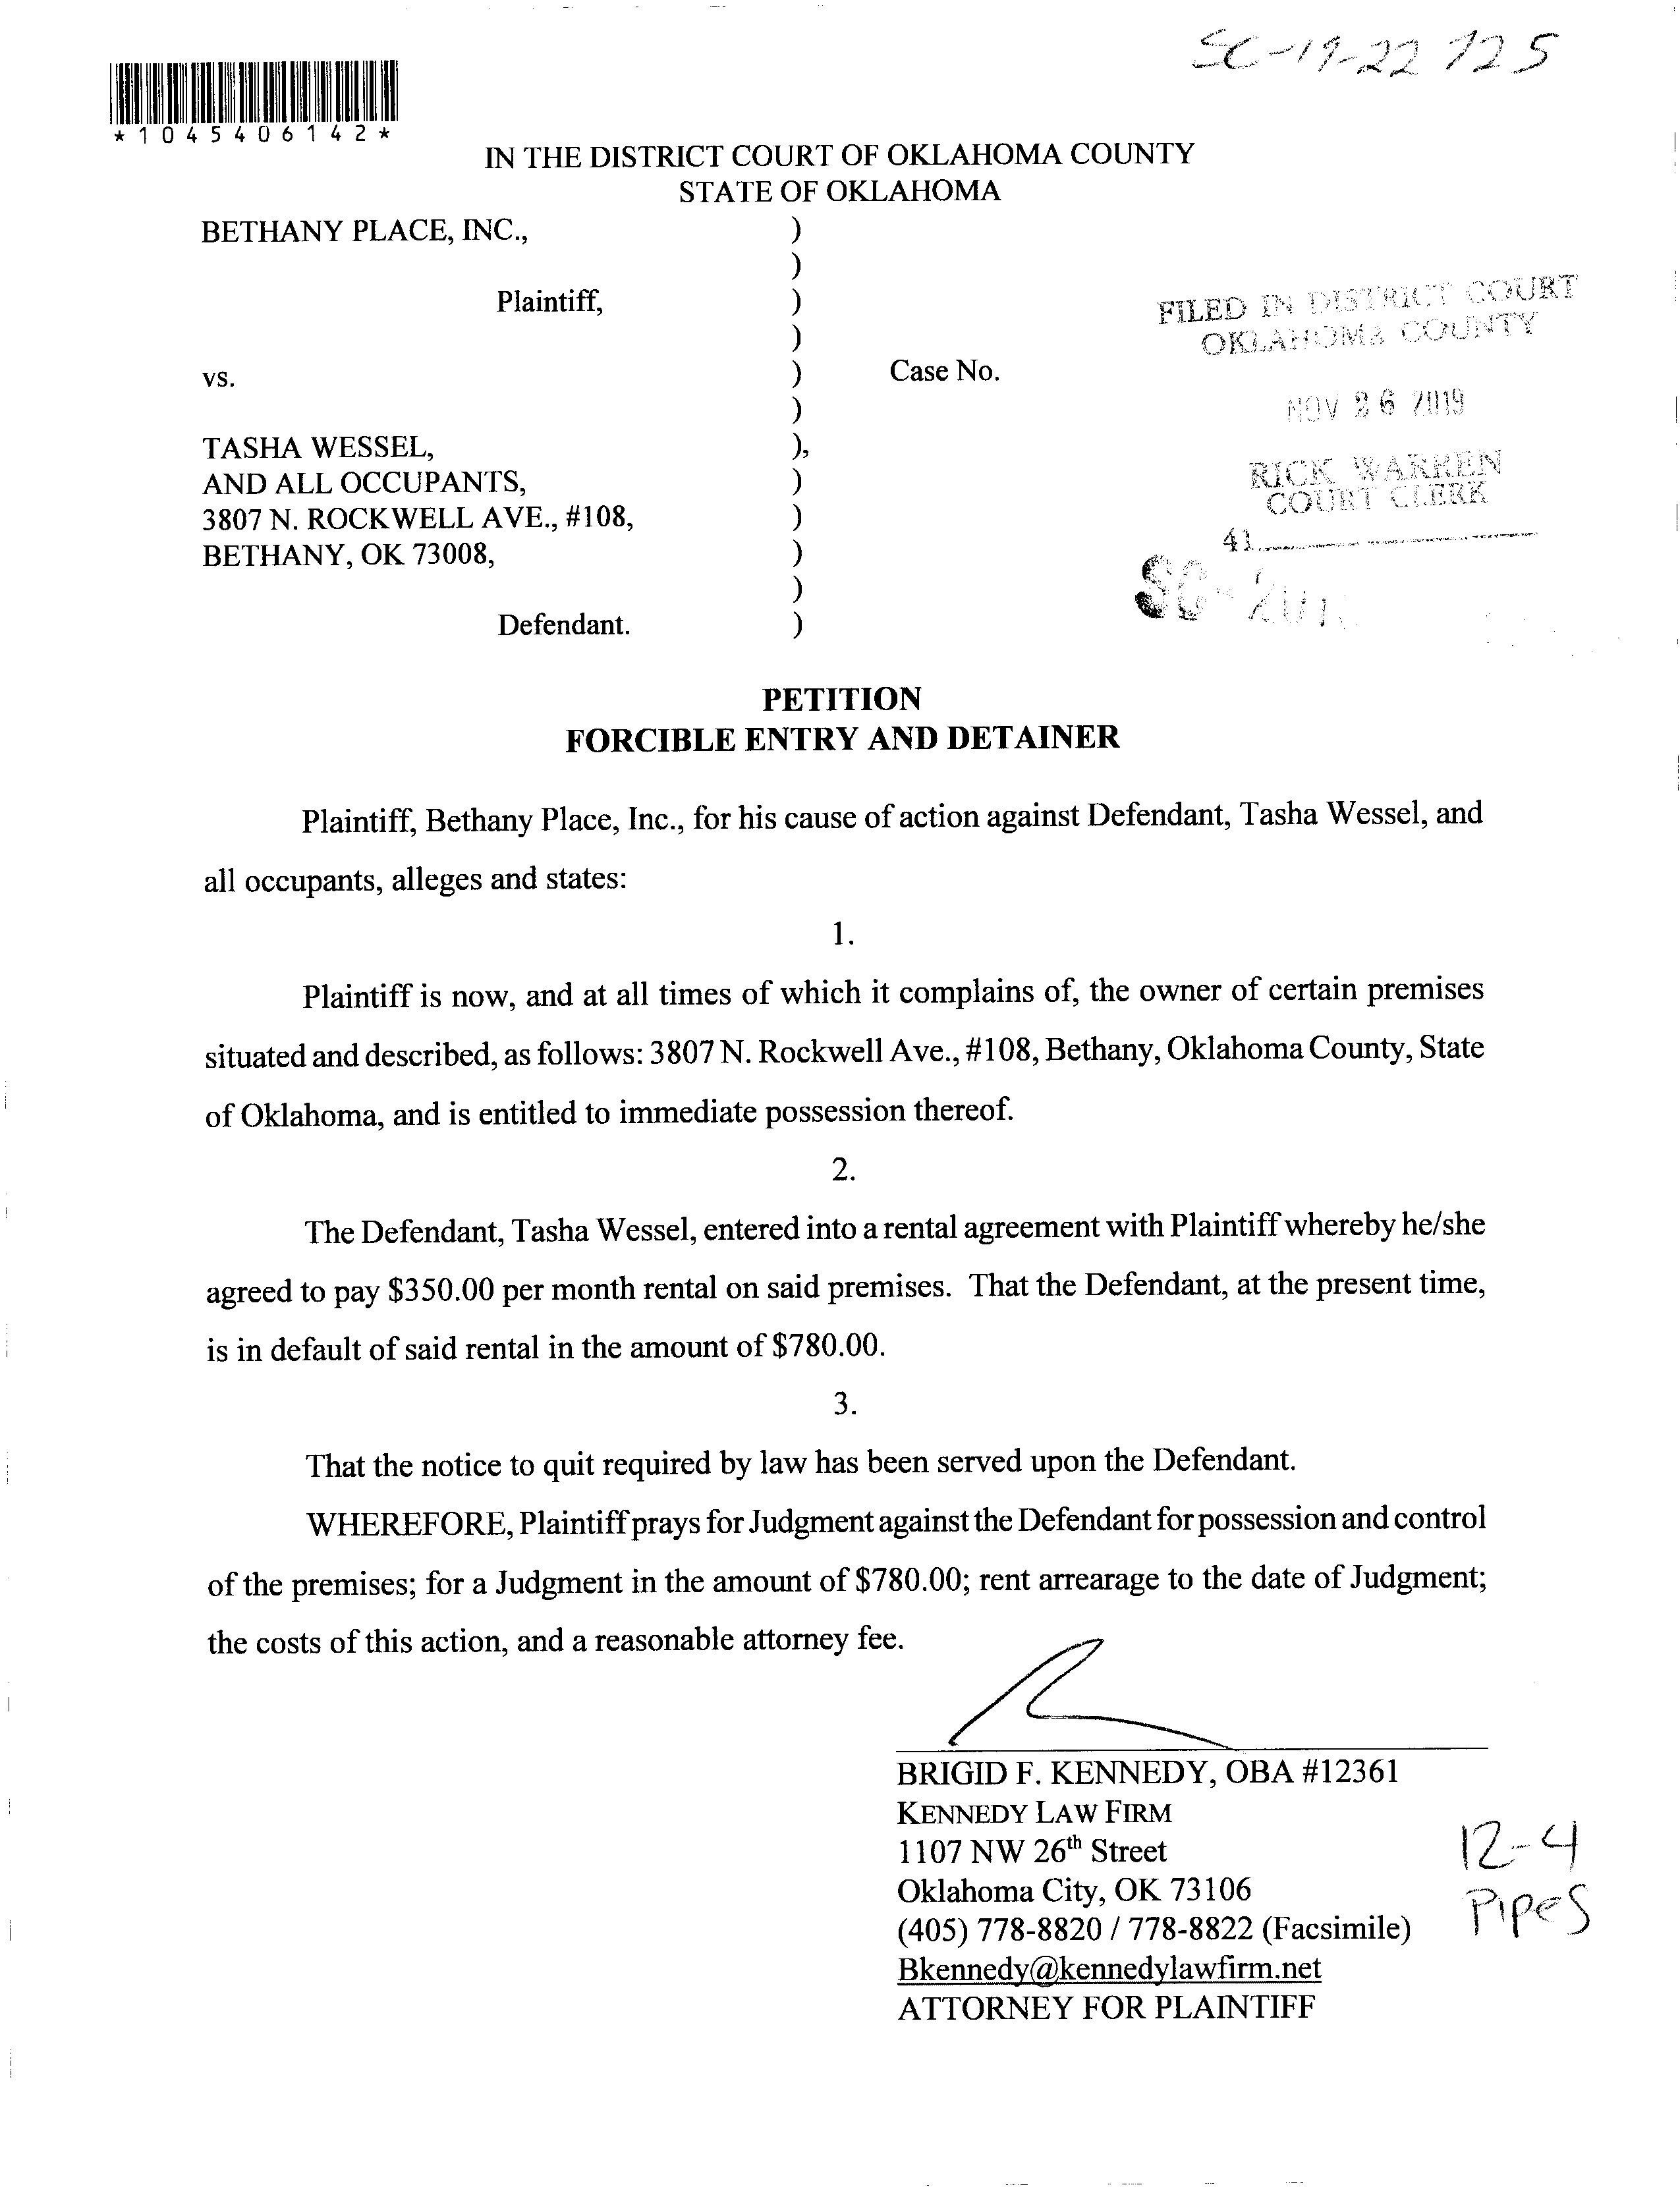 SC-19-22725
*1045406142*
IN THE DISTRICT COURT OF OKLAHOMA COUNTY
STATE OF OKLAHOMA
BETHANY PLACE, INC., )
)
Plaintiff, )
)
vs. ) Case No.
)
TASHA WESSEL, ),
AND ALL OCCUPANTS, )
3807 N. ROCKWELL AVE., #108, )
BETHANY, OK 73008, )
)
Defendant. )
FILED IN DISTRICT COURT
OKLAHOMA COUNTY
NOV 26 2019
RICK WARREN
COURT CLERK
41
SC-201
PETITION
FORCIBLE ENTRY AND DETAINER
Plaintiff, Bethany Place, Inc., for his cause of action against Defendant, Tasha Wessel, and
all occupants, alleges and states:
1.
Plaintiff is now, and at all times of which it complains of, the owner of certain premises
situated and described, as follows: 3807 N. Rockwell Ave., #108, Bethany, Oklahoma County, State
of Oklahoma, and is entitled to immediate possession thereof.
2.
The Defendant, Tasha Wessel, entered into a rental agreement with Plaintiff whereby he/she
agreed to pay $350.00 per month rental on said premises. That the Defendant, at the present time,
is in default of said rental in the amount of $780.00.
3.
That the notice to quit required by law has been served upon the Defendant.
WHEREFORE, Plaintiff prays for Judgment against the Defendant for possession and control
of the premises; for a Judgment in the amount of $780.00; rent arrearage to the date of Judgment;
the costs of this action, and a reasonable attorney fee.
BRIGID F. KENNEDY, OBA #12361
KENNEDY LAW FIRM
1107 NW 26th Street
Oklahoma City, OK 73106
(405) 778-8820 / 778-8822 (Facsimile)
Bkennedy@kennedylawfirm.net
ATTORNEY FOR PLAINTIFF
12-4
Pipes